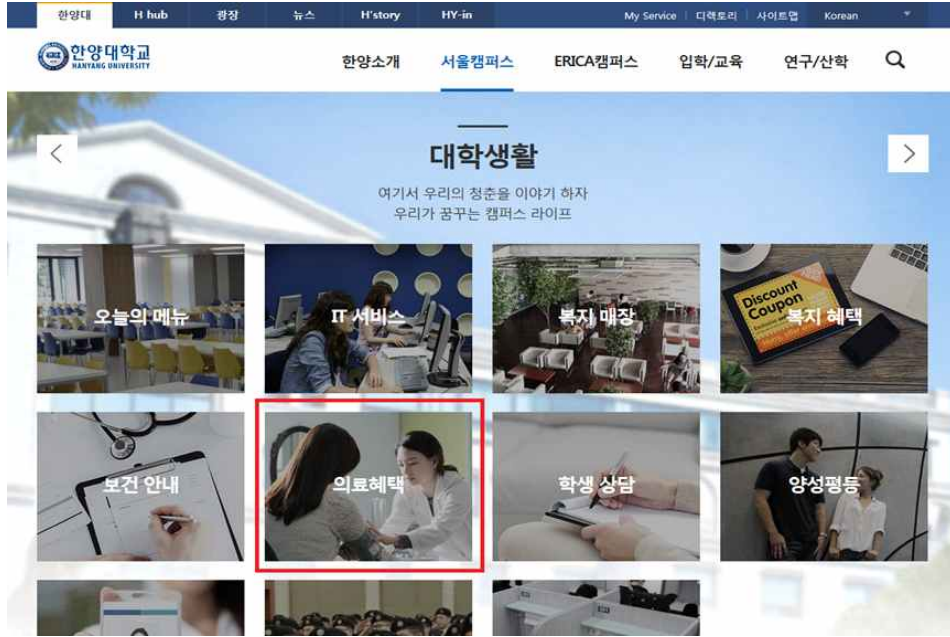 한양대 H hub 광장 뉴스 H'story HY-in My Service 디렉토리 사이트맵 Korean
한양대학교
HANYANG UNIVERSITY
한양소개 서울캠퍼스 ERICA캠퍼스 입학/교육 연구/산학
대학생활
여기서 우리의 청춘을 이야기 하자
우리가 꿈꾸는 캠퍼스 라이프
오늘의 메뉴 IT 서비스 복지 매장 복지 혜택
Discount
Coupon
보건 안내 의료혜택 학생 상담 양성평등